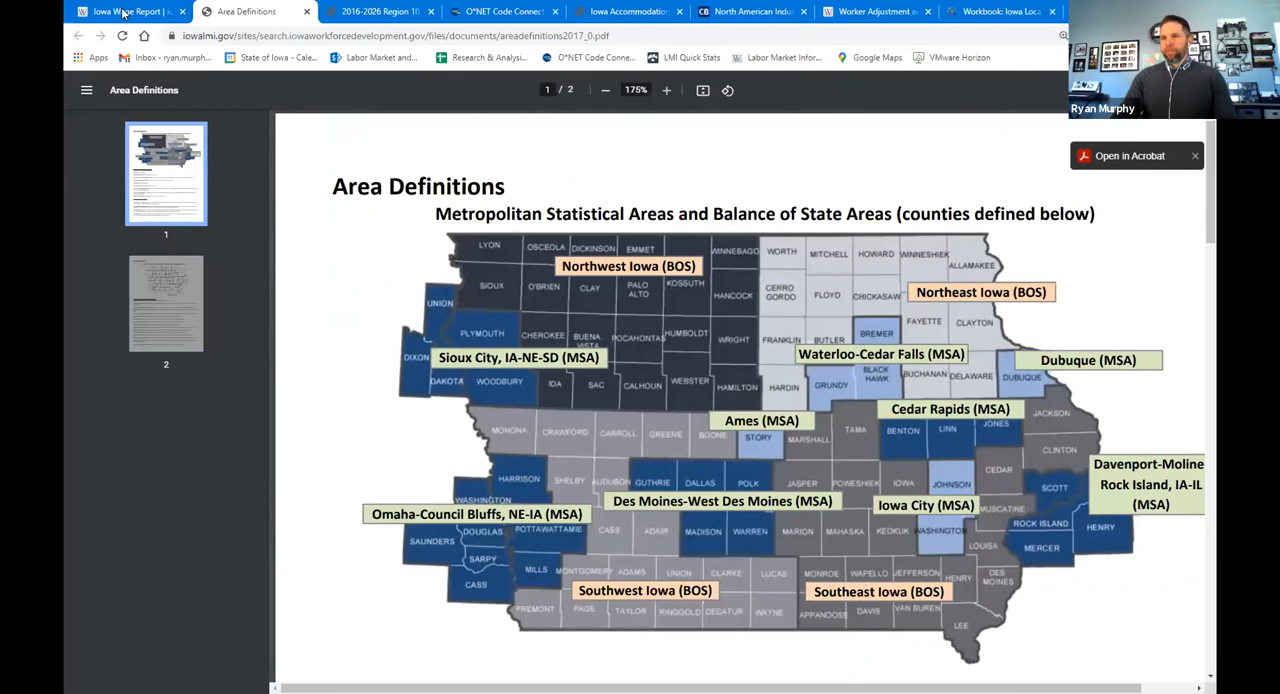 Iowa Wage Report | i
Area Definitions
2016-2026 Region 10
O*NET Code Connect
Iowa Accommodation
North American Indu
Worker Adjustment a
Workbook: Iowa Loca
iowalmi.gov/sites/search.iowaworkforcedevelopment.gov/files/documents/areadefinitions2017_0.pdf
Apps
Inbox - ryan.murph...
State of Iowa - Cale...
Labor Market and...
Research & Analysi...
O*NET Code Conne...
LMI Quick Stats
Labor Market Infor...
Google Maps
VMware Horizon
Ryan Murphy
Area Definitions
1 / 2
175%
Open in Acrobat
1
2
Area Definitions
Metropolitan Statistical Areas and Balance of State Areas (counties defined below)
LYON OSCEOLA DICKINSON EMMET WINNEBAGO WORTH MITCHELL HOWARD WINNESHIEK ALLAMAKEE
Northwest Iowa (BOS)
SIOUX O'BRIEN CLAY PALO ALTO KOSSUTH HANCOCK CERRO GORDO FLOYD CHICKASAW
Northeast Iowa (BOS)
UNION PLYMOUTH CHEROKEE BUENA VISTA POCAHONTAS HUMBOLDT WRIGHT FRANKLIN BUTLER BREMER FAYETTE CLAYTON
DIXON Sioux City, IA-NE-SD (MSA) Waterloo-Cedar Falls (MSA) Dubuque (MSA)
DAKOTA WOODBURY IDA SAC CALHOUN WEBSTER HAMILTON HARDIN GRUNDY BLACK HAWK BUCHANAN DELAWARE DUBUQUE
Ames (MSA) Cedar Rapids (MSA)
MONONA CRAWFORD CARROLL GREENE BOONE STORY MARSHALL TAMA BENTON LINN JONES JACKSON
CLINTON
HARRISON SHELBY AUDUBON GUTHRIE DALLAS POLK JASPER POWESHIEK IOWA JOHNSON CEDAR SCOTT
Davenport-Moline
Rock Island, IA-IL
(MSA)
WASHINGTON
Omaha-Council Bluffs, NE-IA (MSA) Des Moines-West Des Moines (MSA) Iowa City (MSA) MUSCATINE
SAUNDERS DOUGLAS POTTAWATTAMIE CASS ADAIR MADISON WARREN MARION MAHASKA KEOKUK WASHINGTON LOUISA ROCK ISLAND HENRY
SARPY MERCER
CASS MILLS MONTGOMERY ADAMS UNION CLARKE LUCAS MONROE WAPELLO JEFFERSON HENRY DES MOINES
Southwest Iowa (BOS) Southeast Iowa (BOS)
FREMONT PAGE TAYLOR RINGGOLD DECATUR WAYNE APPANOOSE DAVIS VAN BUREN LEE